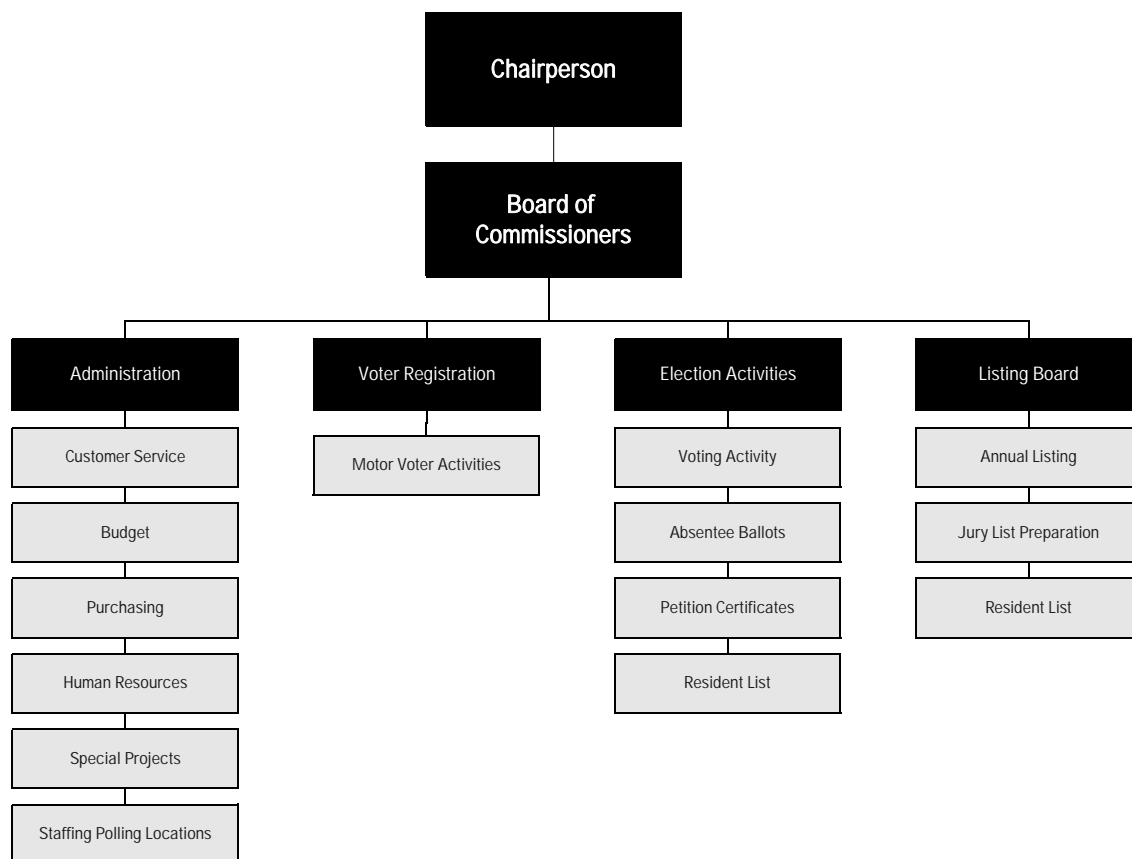 Chairperson
Board of
Commissioners
Administration
Voter Registration
Election Activities
Listing Board
Customer Service
Motor Voter Activities
Voting Activity
Annual Listing
Budget
Absentee Ballots
Jury List Preparation
Purchasing
Petition Certificates
Resident List
Human Resources
Resident List
Special Projects
Staffing Polling Locations